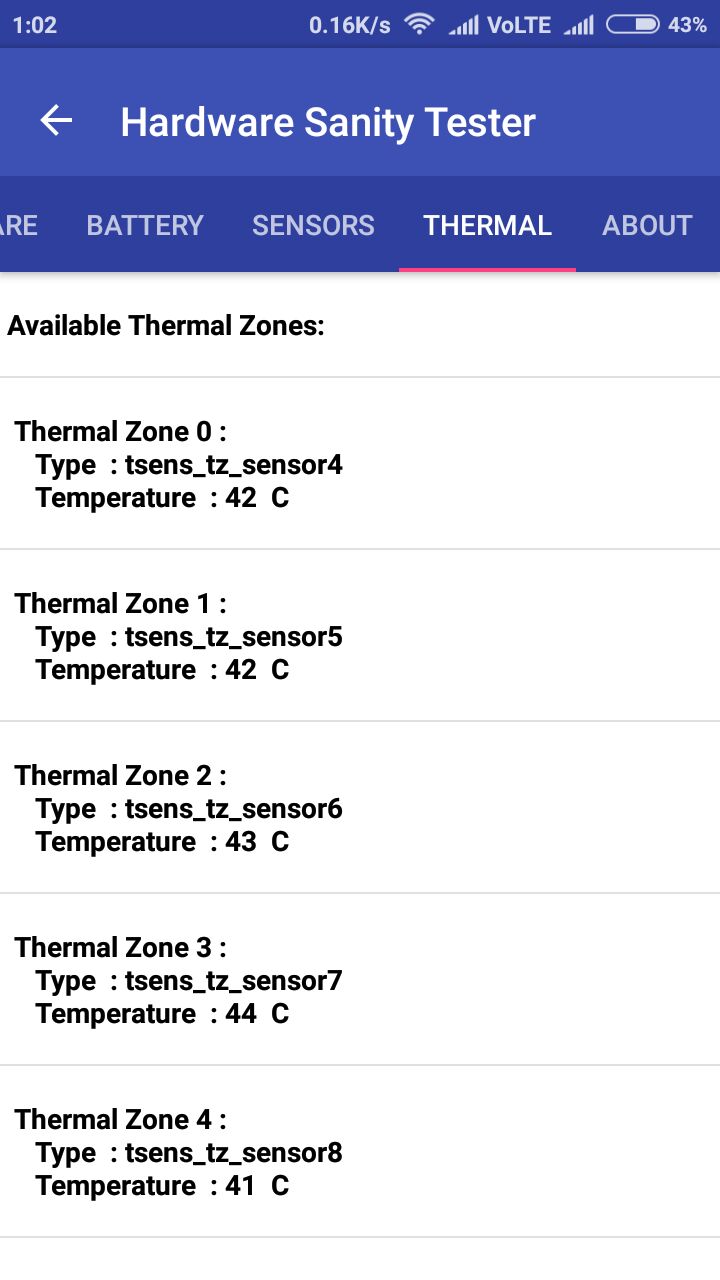 1:02 0.16K/s VoLTE 43%
Hardware Sanity Tester
ARE BATTERY SENSORS THERMAL ABOUT
Available Thermal Zones:
Thermal Zone 0 :
Type : tsens_tz_sensor4
Temperature : 42 C
Thermal Zone 1 :
Type : tsens_tz_sensor5
Temperature : 42 C
Thermal Zone 2 :
Type : tsens_tz_sensor6
Temperature : 43 C
Thermal Zone 3 :
Type : tsens_tz_sensor7
Temperature : 44 C
Thermal Zone 4 :
Type : tsens_tz_sensor8
Temperature : 41 C